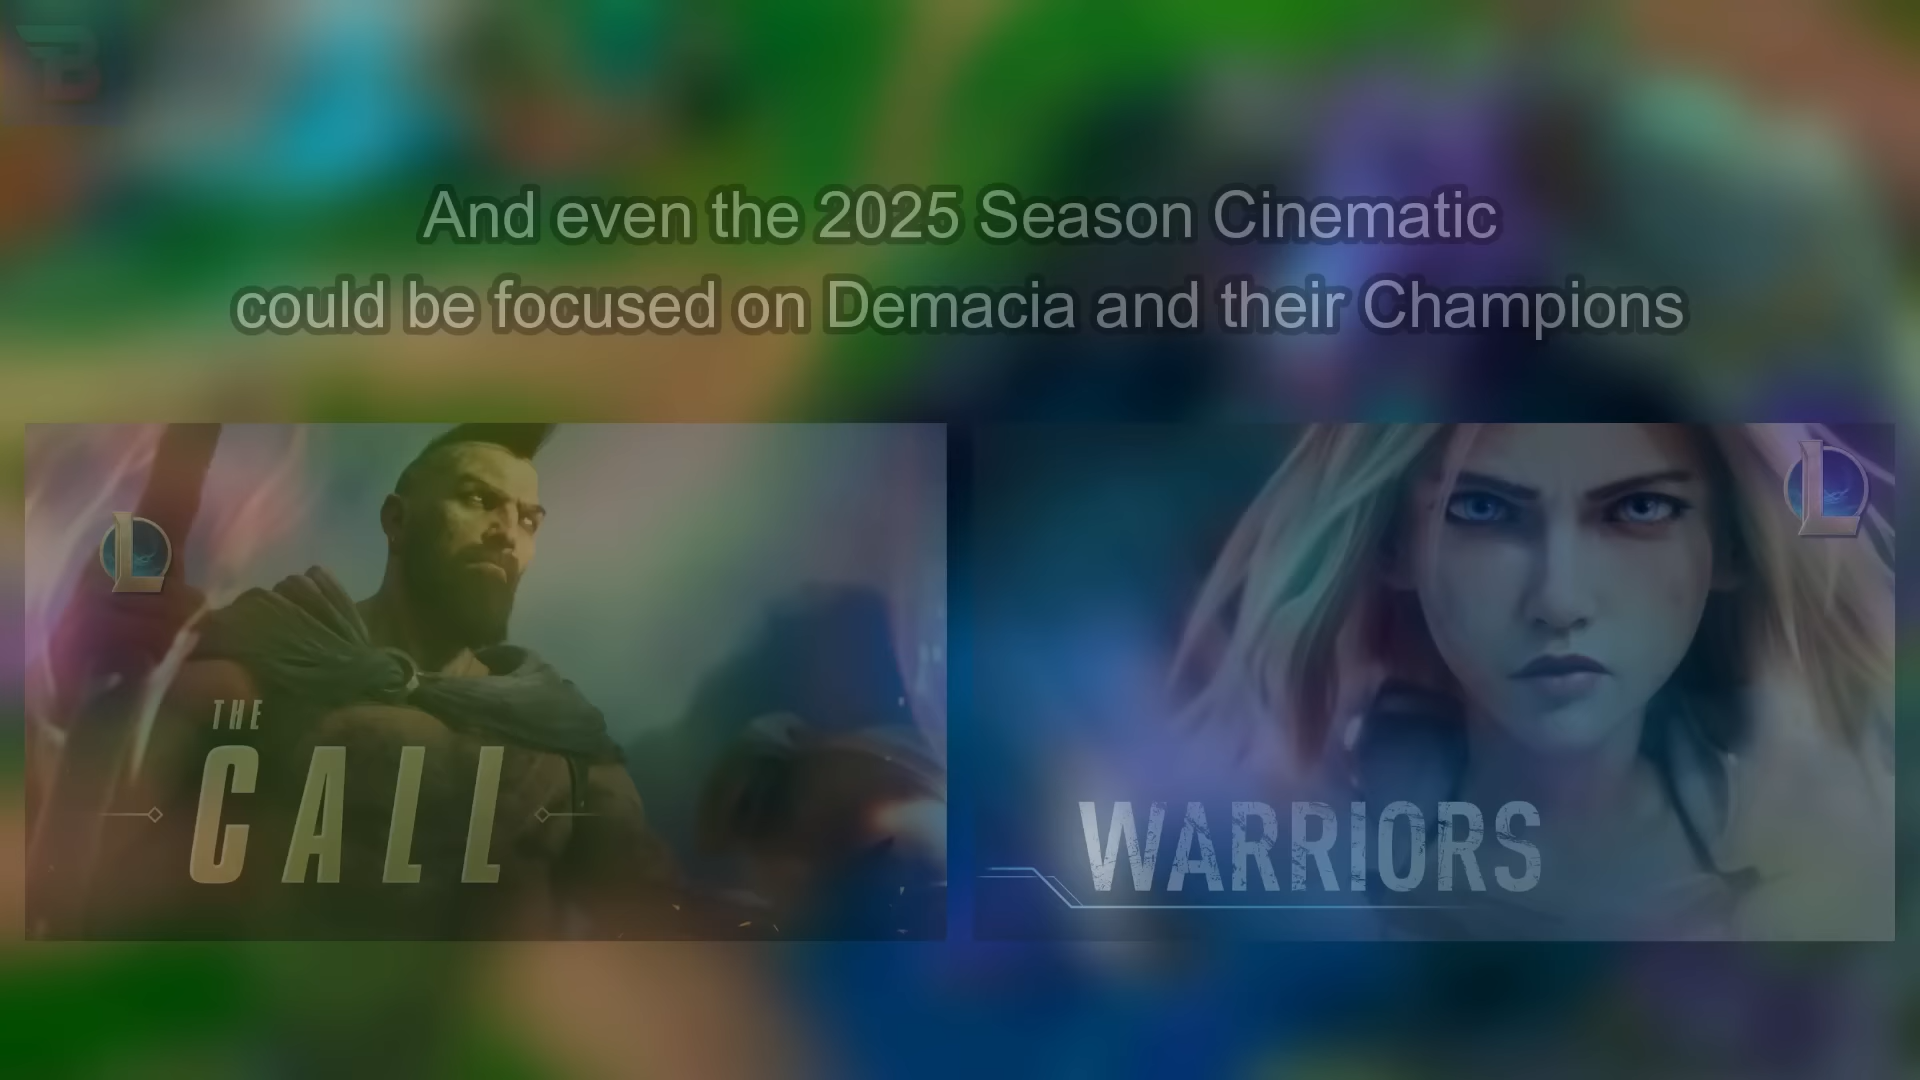 And even the 2025 Season Cinematic
could be focused on Demacia and their Champions
THE
CALL
WARRIORS